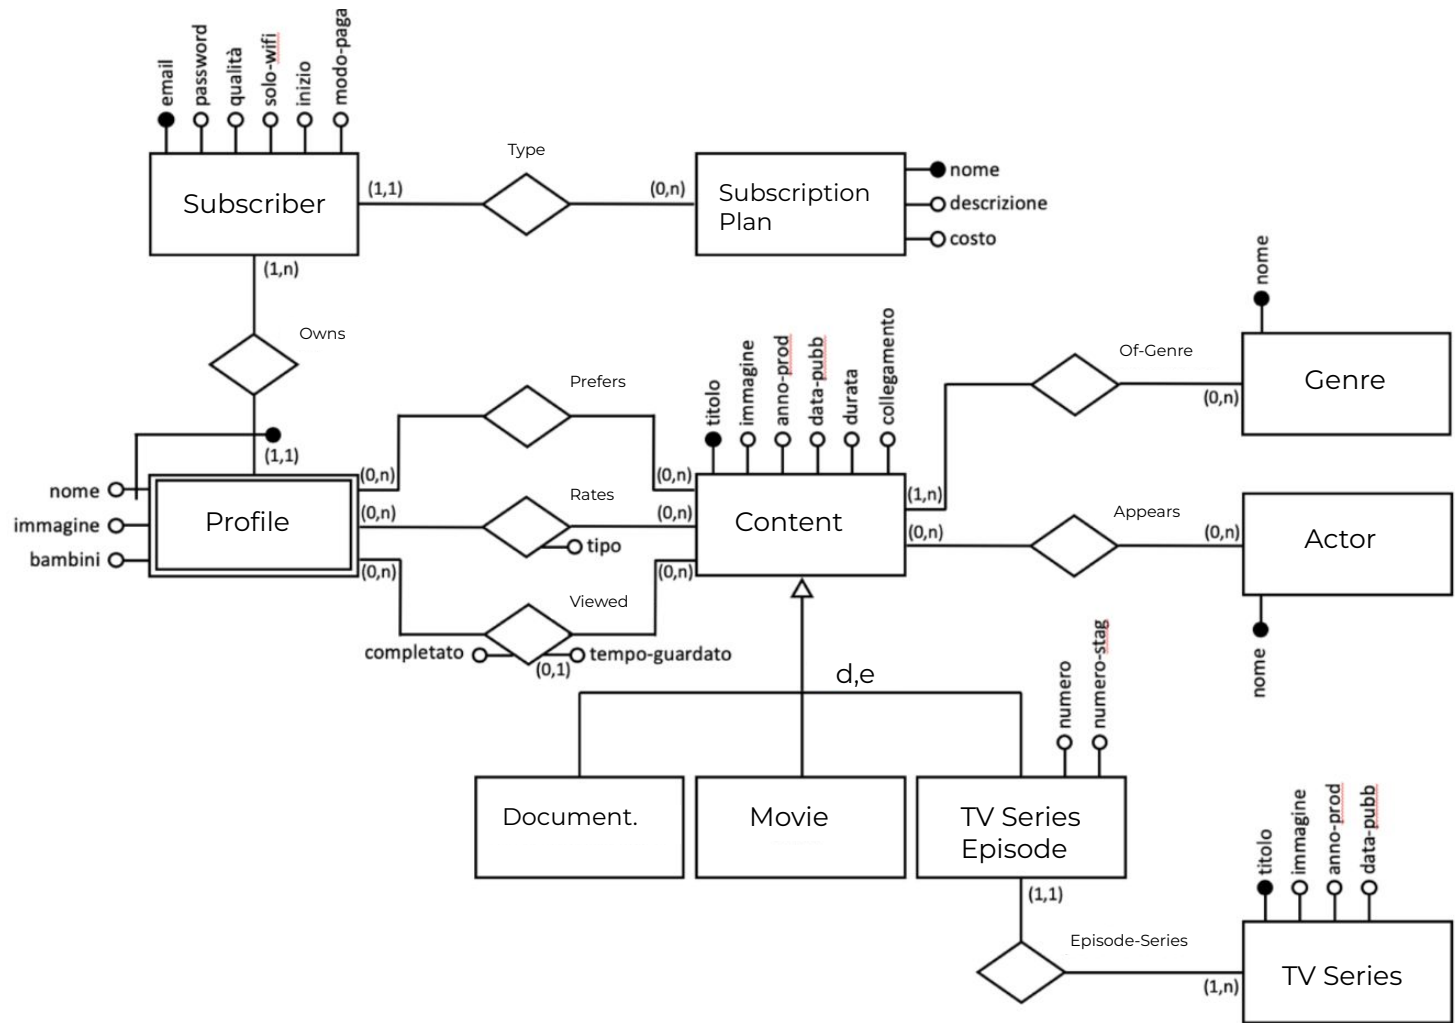 email
password
qualità
solo-wifi
inizio
modo-paga
Subscriber
(1,1)
Type
(0,n)
Subscription
Plan
nome
descrizione
costo
(1,n)
Owns
(1,1)
nome
immagine
bambini
Profile
(0,n)
Prefers
(0,n)
(0,n)
Rates
tipo
(0,n)
(0,n)
Viewed
completato
(0,1)
tempo-guardato
(0,n)
titolo
immagine
anno-prod
data-pubb
durata
collegamento
Content
(1,n)
Of-Genre
(0,n)
nome
Genre
(0,n)
Appears
(0,n)
Actor
nome
d,e
Document.
Movie
numero
numero-stag
TV Series
Episode
(1,1)
Episode-Series
(1,n)
titolo
immagine
anno-prod
data-pubb
TV Series